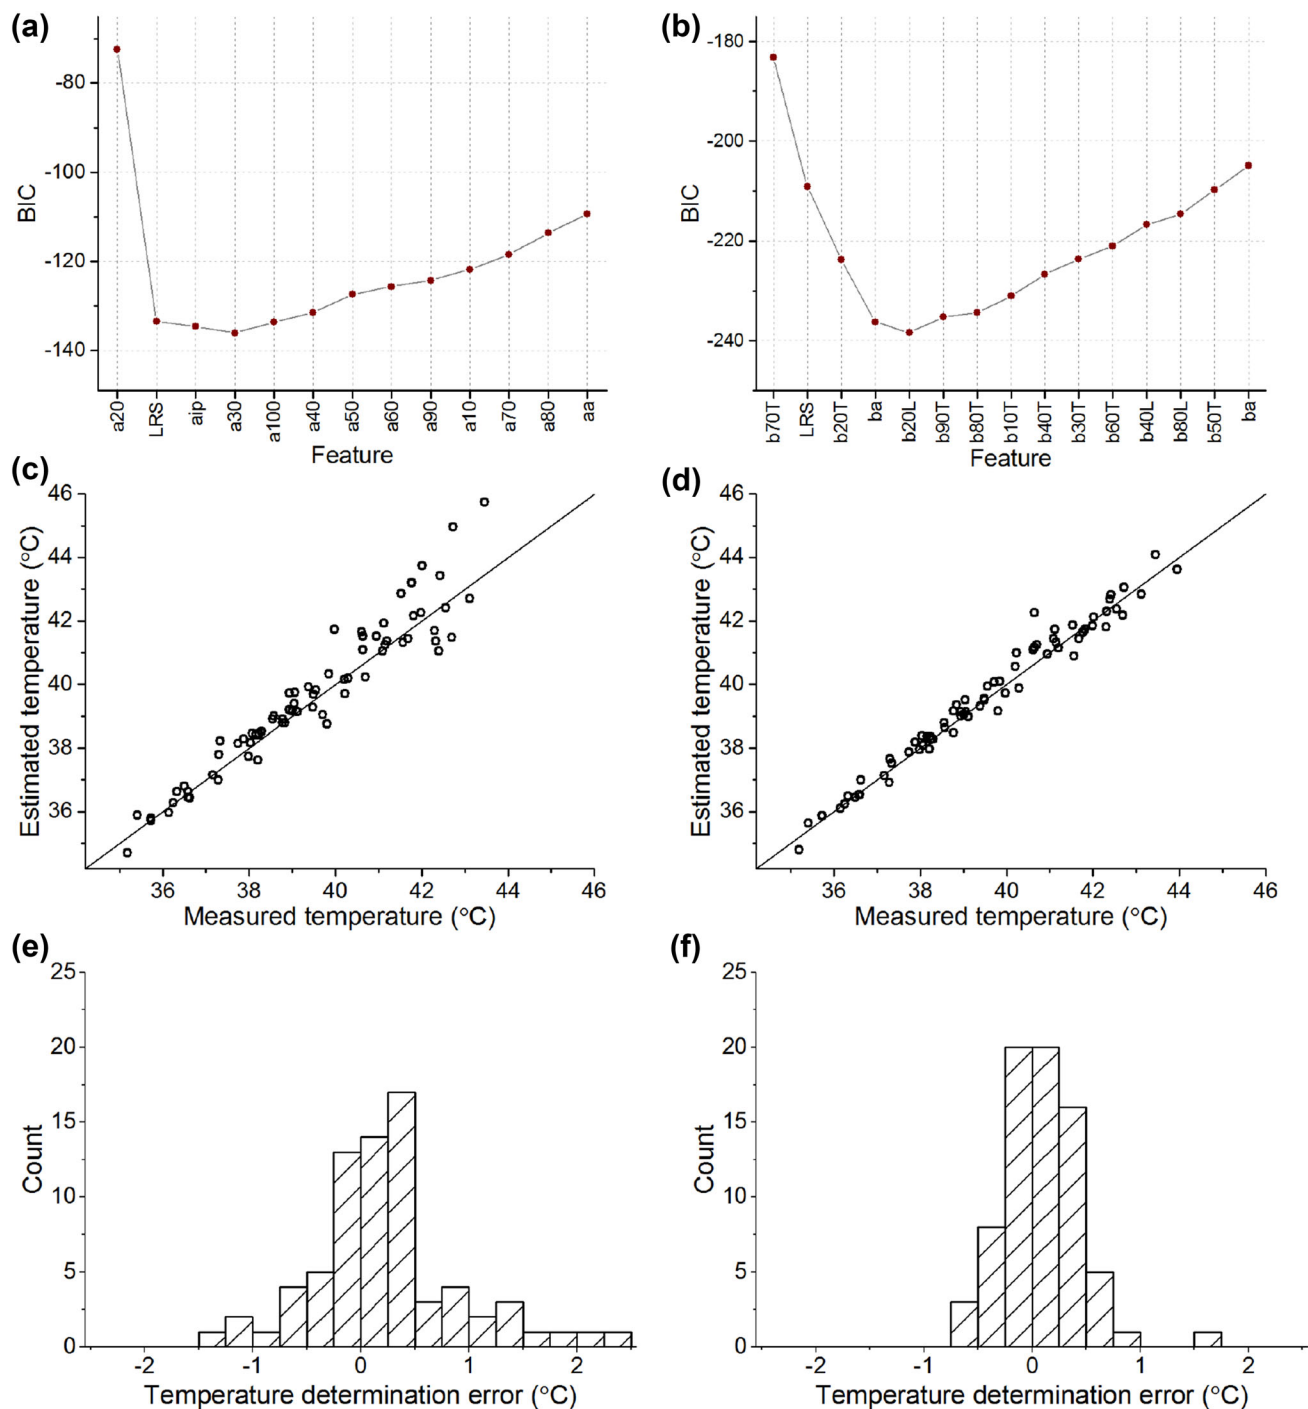 (a)
-80
-100
-120
-140
BIC
a20
LRS
aip
a30
a100
a40
a50
a60
a90
a10
a70
a80
aa
Feature
(b)
-180
-200
-220
-240
BIC
b70T
LRS
b20T
ba
b20L
b90T
b80T
b10T
b40T
b30T
b60T
b40L
b80L
b50T
ba
Feature
(c)
46
44
42
40
38
36
Estimated temperature (°C)
36 38 40 42 44 46
Measured temperature (°C)
(d)
46
44
42
40
38
36
Estimated temperature (°C)
36 38 40 42 44 46
Measured temperature (°C)
(e)
25
20
15
10
5
0
Count
-2 -1 0 1 2
Temperature determination error (°C)
(f)
25
20
15
10
5
0
Count
-2 -1 0 1 2
Temperature determination error (°C)